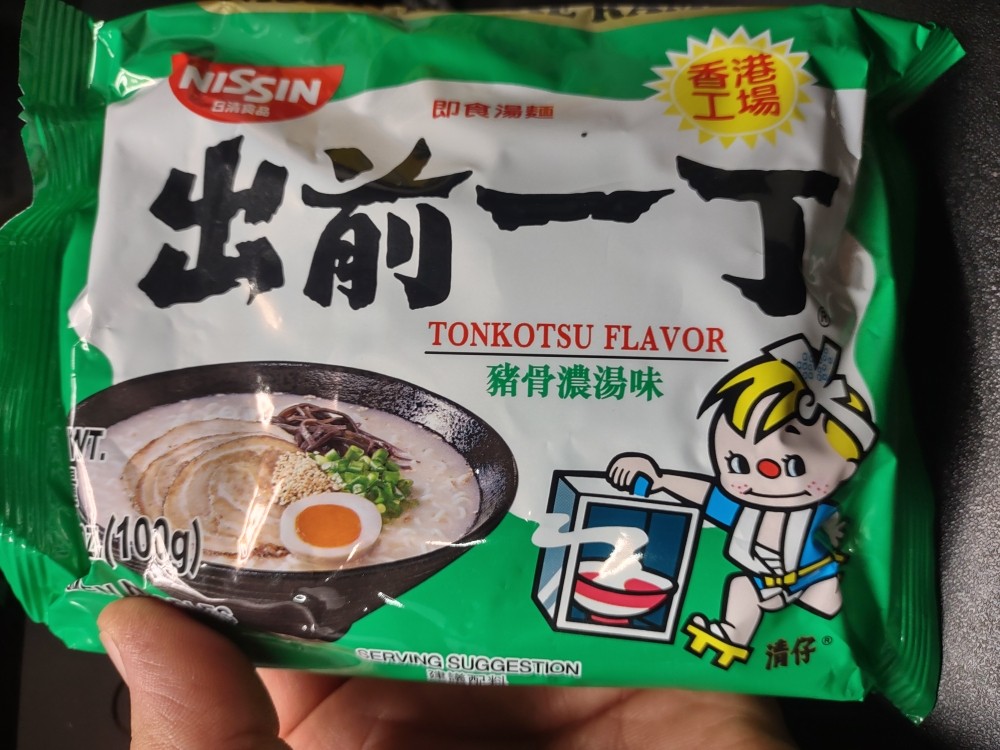 NISSIN
日清食品
即食湯麵
香港
工場
出前一丁
®
TONKOTSU FLAVOR
豬骨濃湯味
WT.
(100g)
清仔®
SERVING SUGGESTION
建議配料